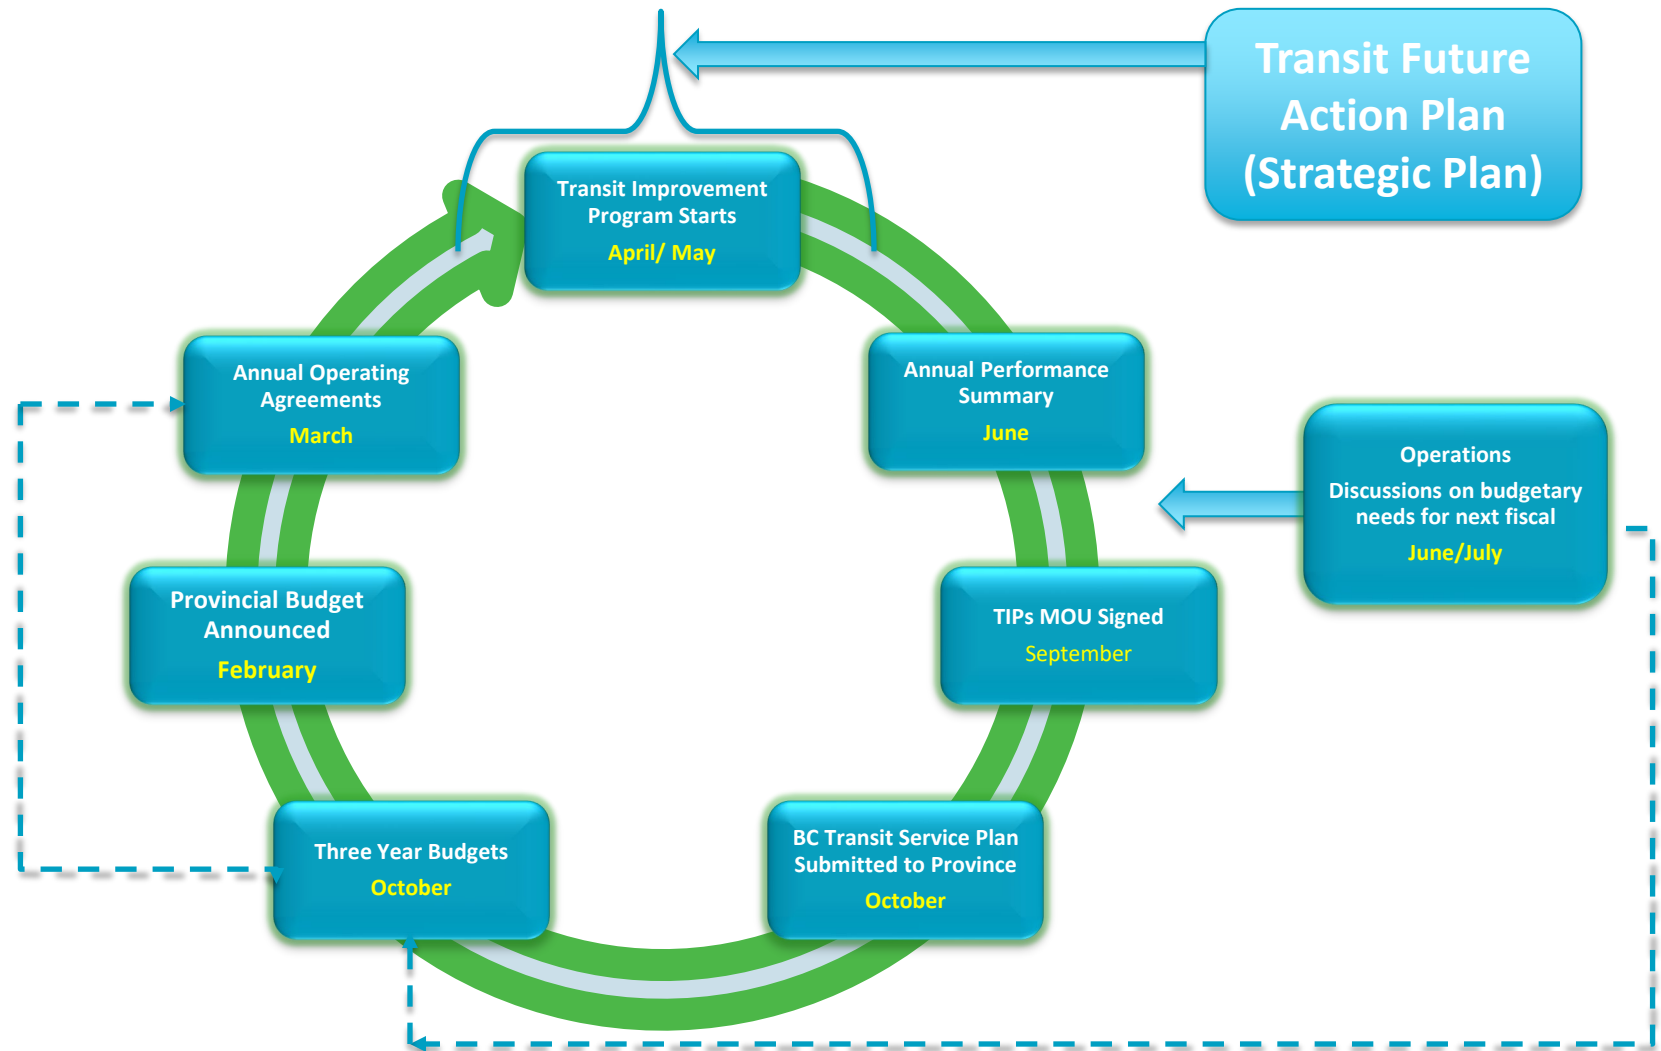 Transit Future
Action Plan
(Strategic Plan)
Transit Improvement
Program Starts
April/ May
Annual Performance
Summary
June
Operations
Discussions on budgetary
needs for next fiscal
June/July
TIPs MOU Signed
September
BC Transit Service Plan
Submitted to Province
October
Three Year Budgets
October
Provincial Budget
Announced
February
Annual Operating
Agreements
March